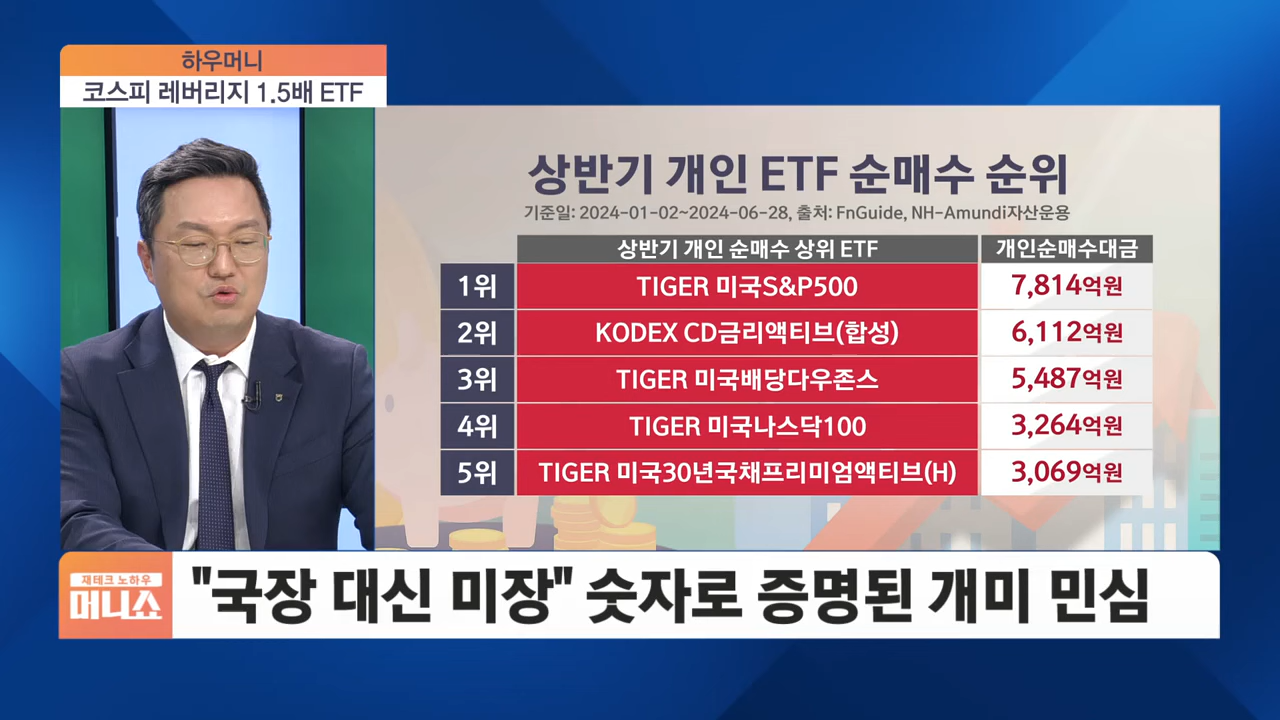 하우머니
코스피 레버리지 1.5배 ETF
상반기 개인 ETF 순매수 순위
기준일: 2024-01-02~2024-06-28, 출처: FnGuide, NH-Amundi자산운용
상반기 개인 순매수 상위 ETF 개인순매수대금
1위 TIGER 미국S&P500 7,814억원
2위 KODEX CD금리액티브(합성) 6,112억원
3위 TIGER 미국배당다우존스 5,487억원
4위 TIGER 미국나스닥100 3,264억원
5위 TIGER 미국30년국채프리미엄액티브(H) 3,069억원
재테크 노하우
머니쇼
"국장 대신 미장" 숫자로 증명된 개미 민심